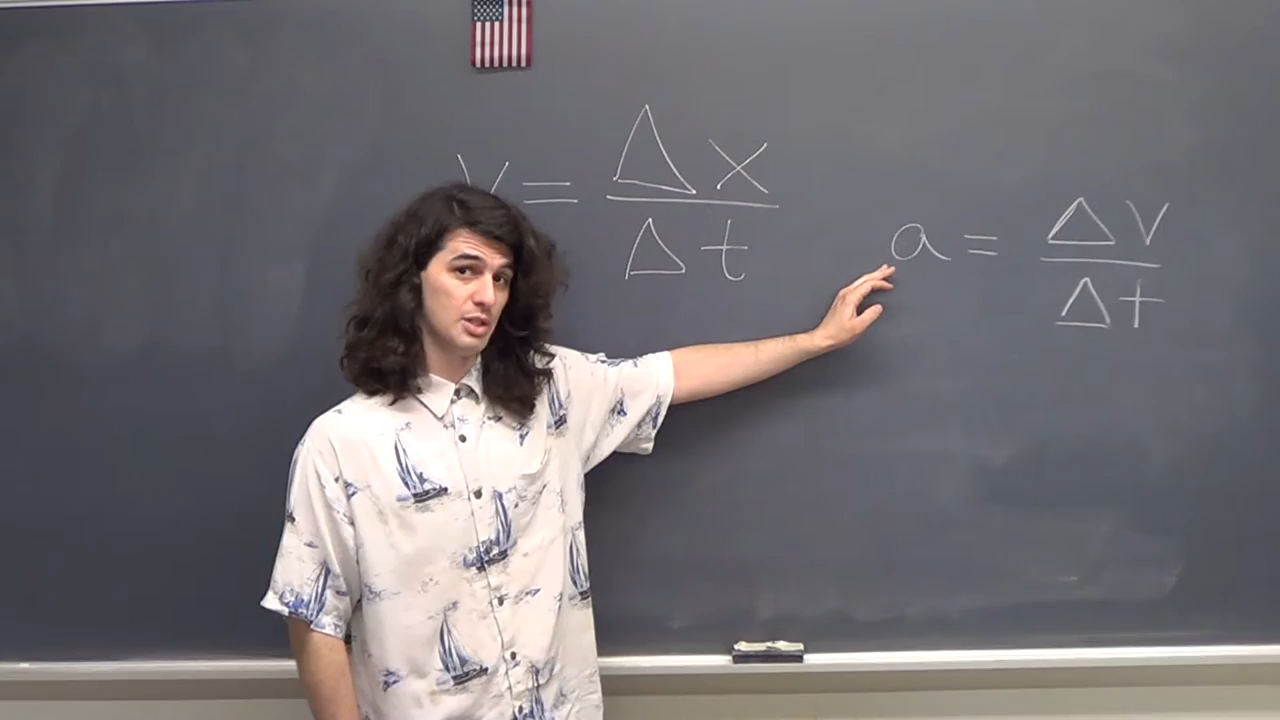 v = Δx / Δt
a = Δv / Δt